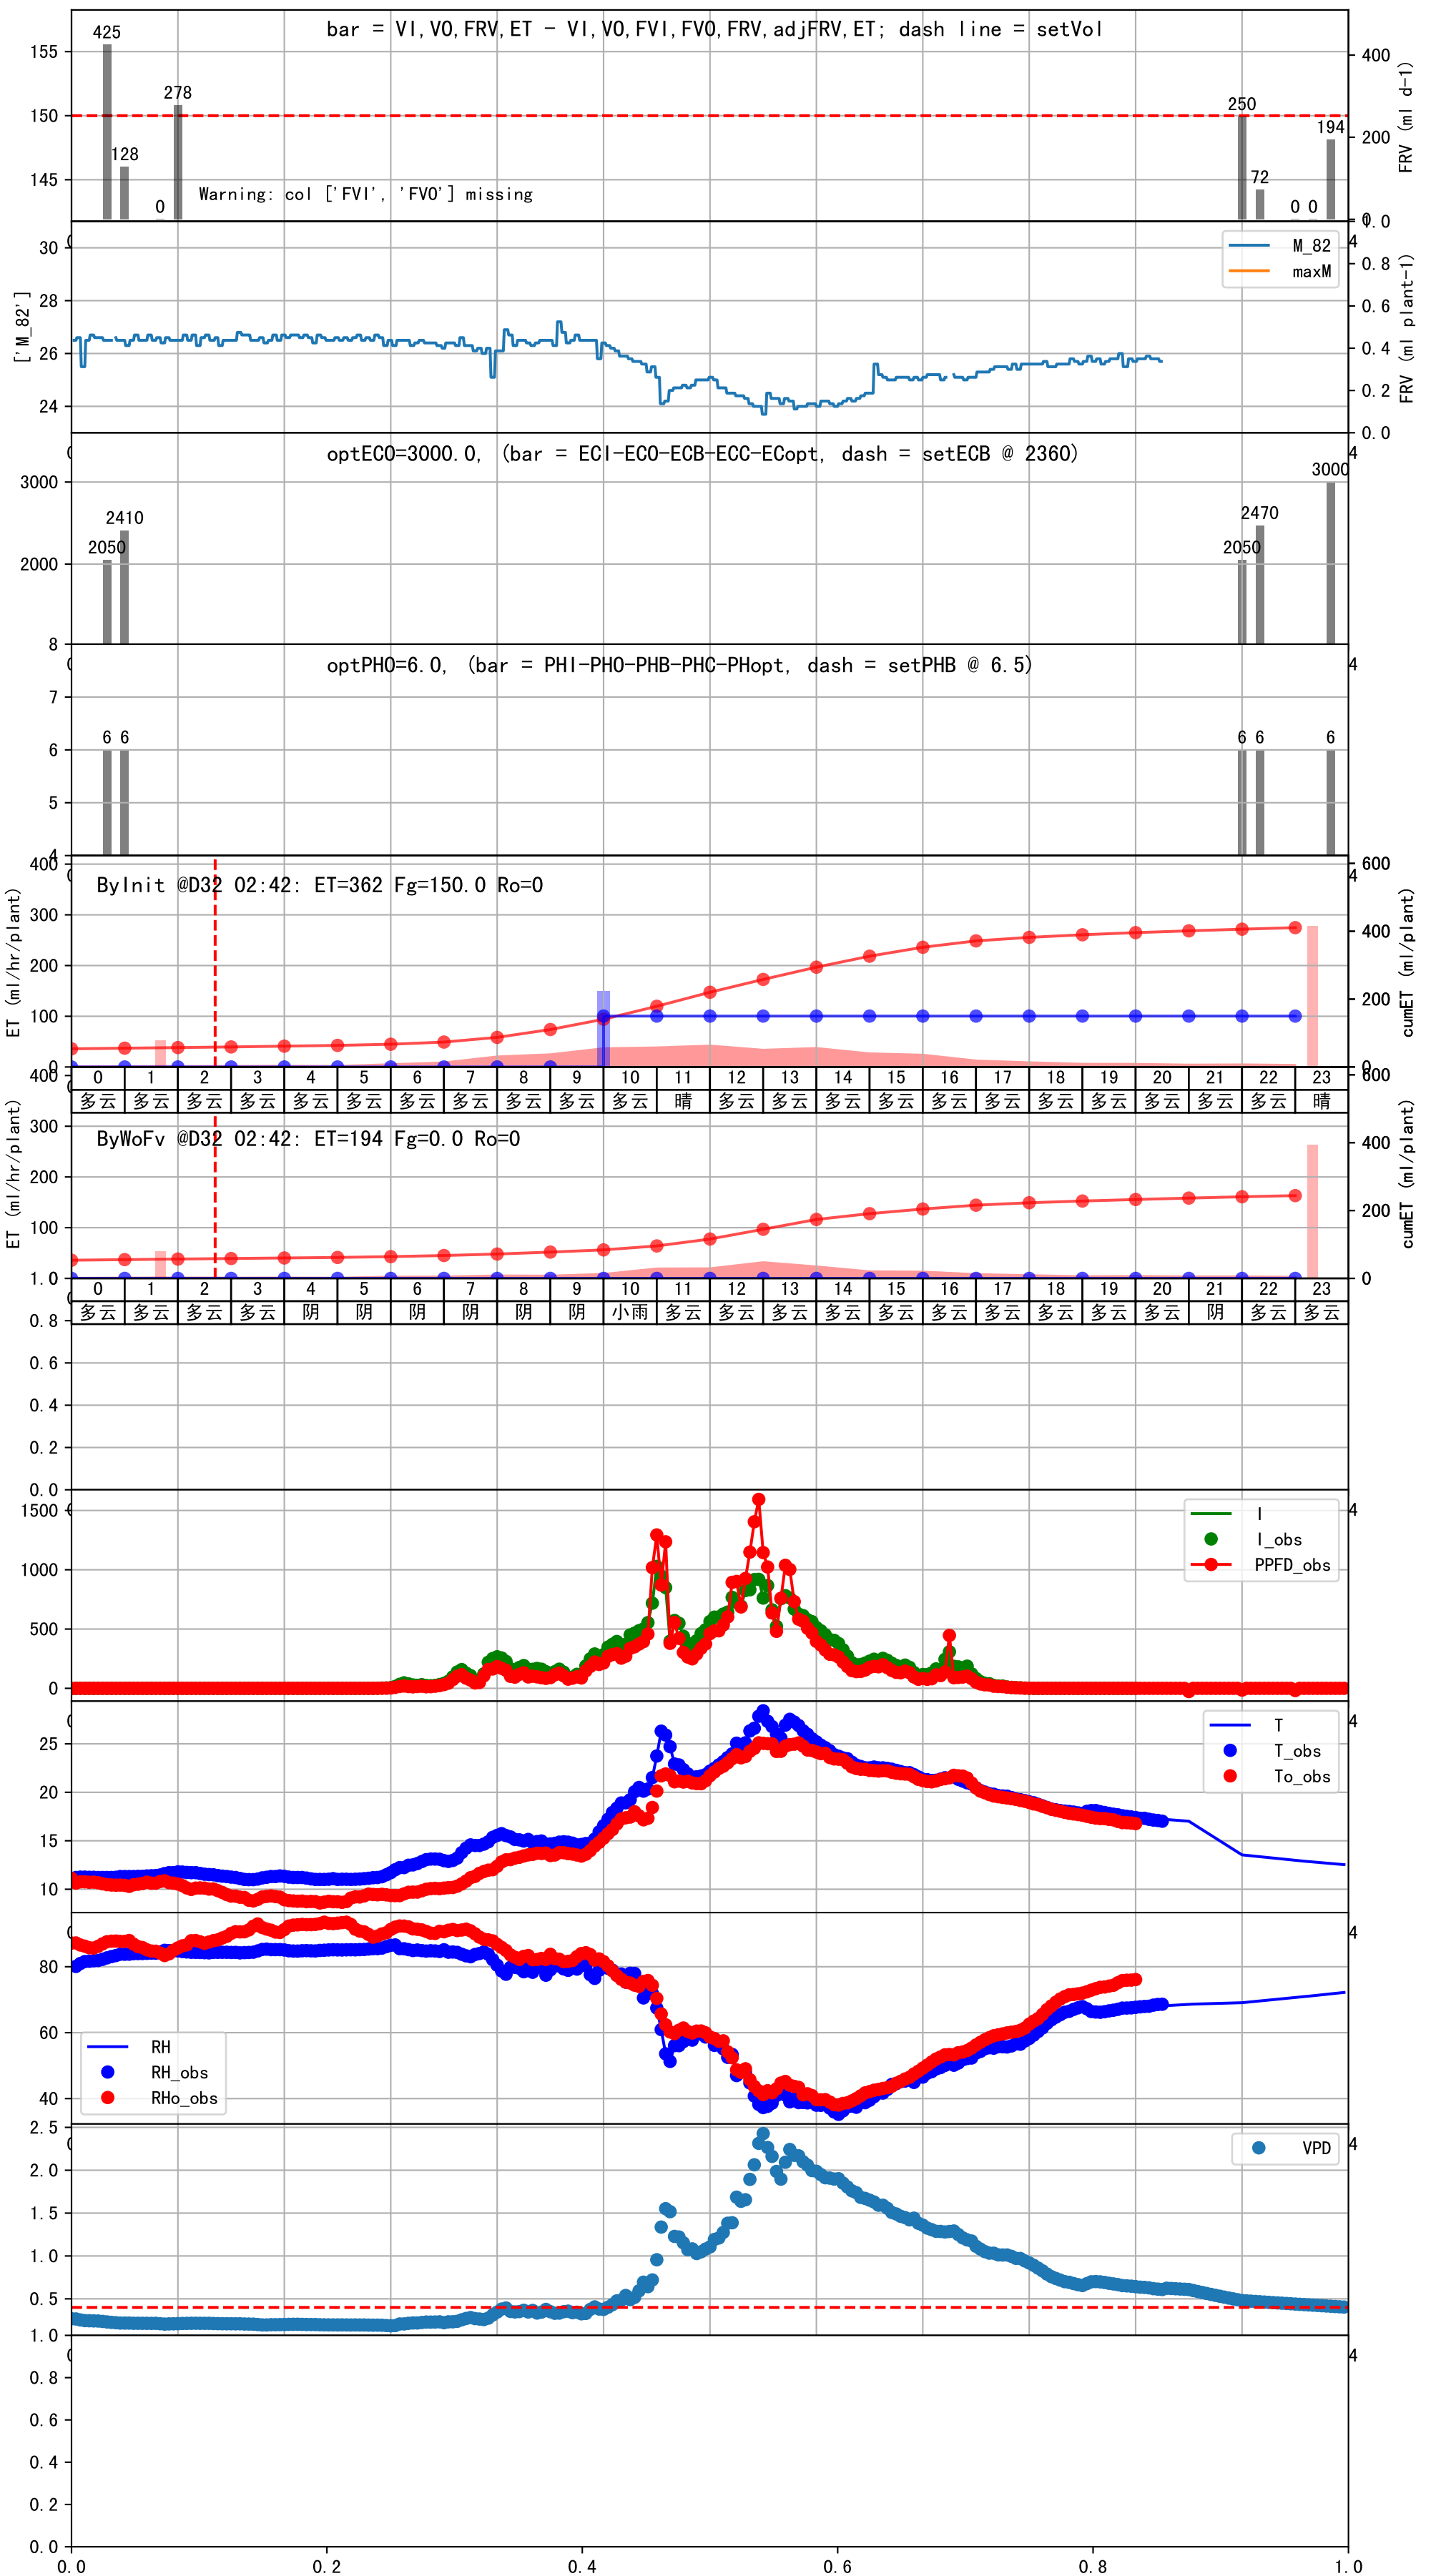 bar = VI,VO,FRV,ET - VI,VO,FVI,FVO,FRV,adjFRV,ET; dash line = setVol
425
128
0
278
250
72
0 0
194
155
150
145
400
200
0
FRV (ml d-1)
Warning: col ['FVI', 'FVO'] missing
['M_82']
30
28
26
24
1.0
0.8
0.6
0.4
0.2
0.0
FRV (ml plant-1)
M_82
maxM
optECO=3000.0, (bar = ECI-ECO-ECB-ECC-ECopt, dash = setECB @ 2360)
3000
2000
2050
2410
2050
2470
3000
optPHO=6.0, (bar = PHI-PHO-PHB-PHC-PHopt, dash = setPHB @ 6.5)
8
7
6
5
4
6 6
6 6
6
ByInit @D32 02:42: ET=362 Fg=150.0 Ro=0
ET (ml/hr/plant)
400
300
200
100
0
600
400
200
0
cumET (ml/plant)
0 1 2 3 4 5 6 7 8 9 10 11 12 13 14 15 16 17 18 19 20 21 22 23
多云 多云 多云 多云 多云 多云 多云 多云 多云 多云 多云 晴 多云 多云 多云 多云 多云 多云 多云 多云 多云 多云 多云 晴
ByWoFv @D32 02:42: ET=194 Fg=0.0 Ro=0
ET (ml/hr/plant)
400
300
200
100
600
400
200
0
cumET (ml/plant)
0 1 2 3 4 5 6 7 8 9 10 11 12 13 14 15 16 17 18 19 20 21 22 23
多云 多云 多云 多云 阴 阴 阴 阴 阴 阴 小雨 多云 多云 多云 多云 多云 多云 多云 多云 多云 多云 阴 多云 多云
1.0
0.8
0.6
0.4
0.2
0.0
1500
1000
500
0
I
I_obs
PPFD_obs
25
20
15
10
T
T_obs
To_obs
80
60
40
RH
RH_obs
RHo_obs
2.5
2.0
1.5
1.0
0.5
VPD
1.0
0.8
0.6
0.4
0.2
0.0
0.0 0.2 0.4 0.6 0.8 1.0